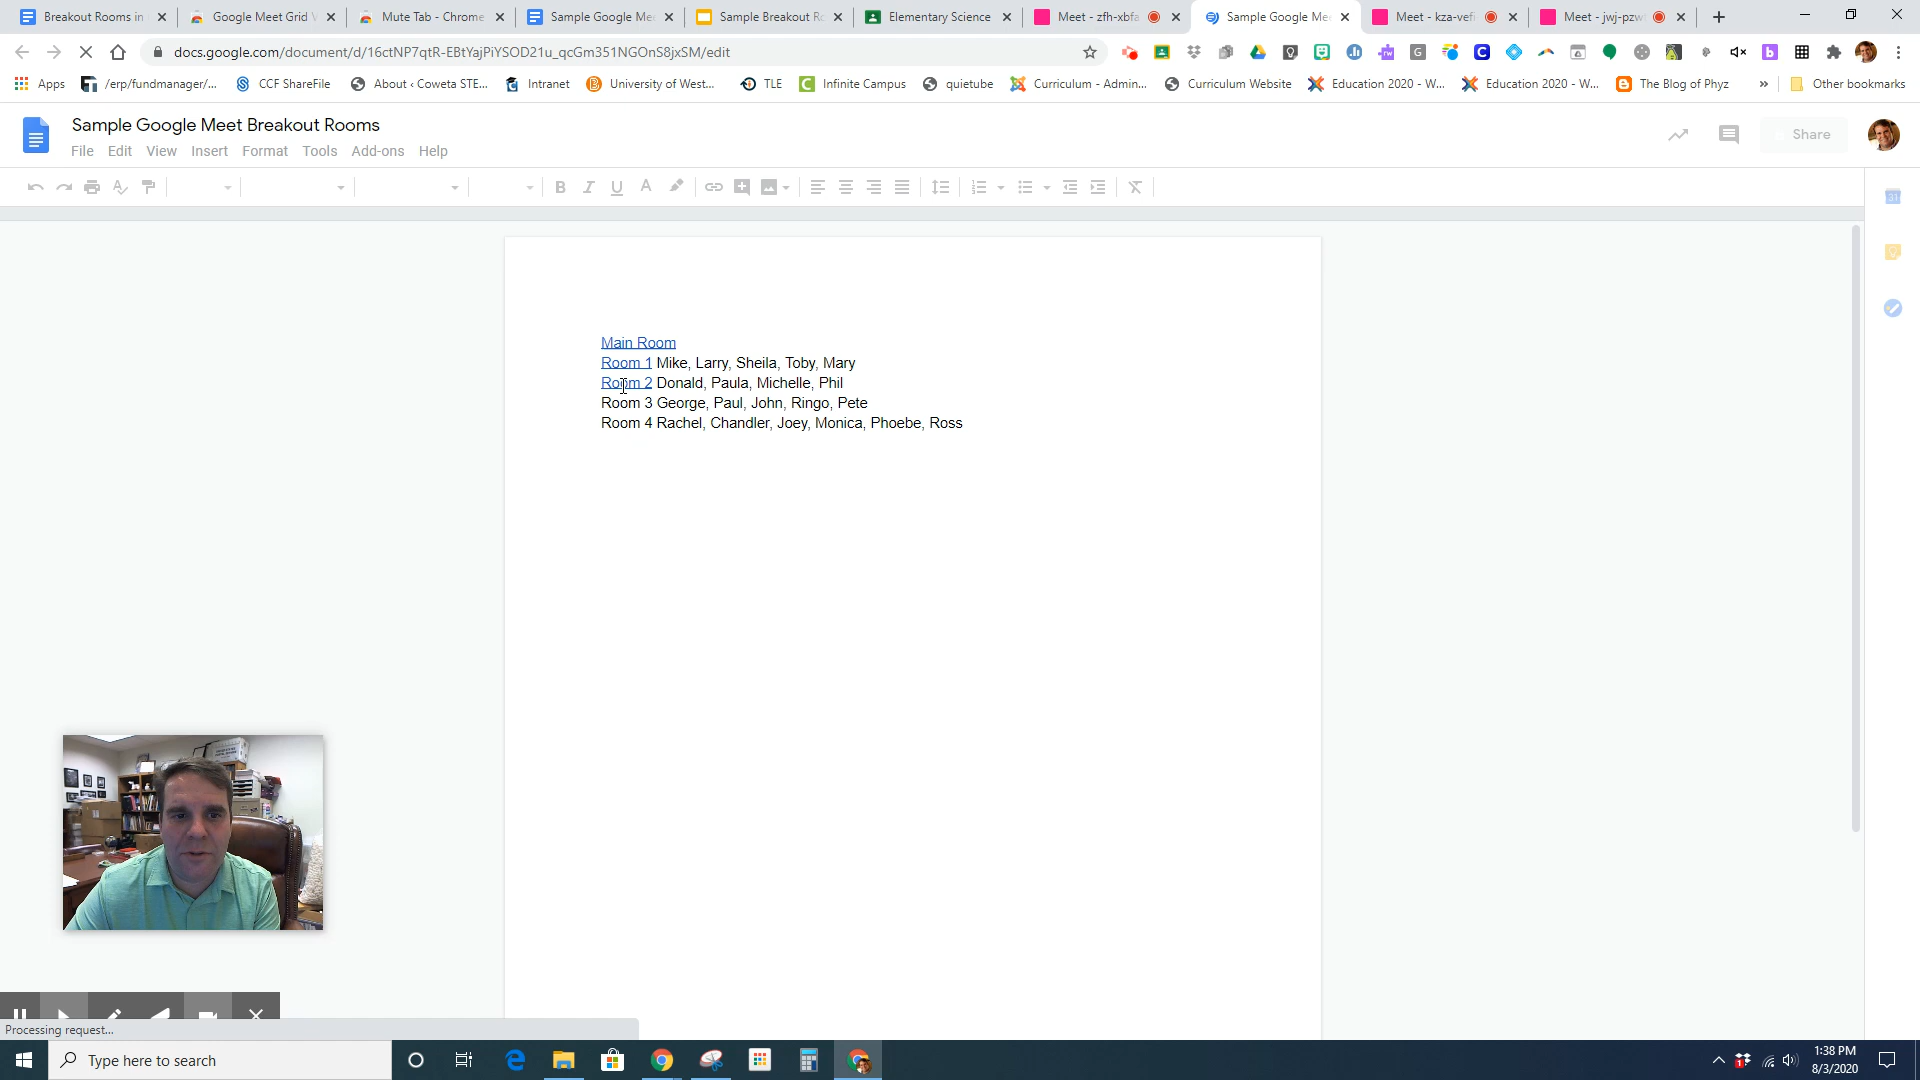 Breakout Rooms in
Google Meet Grid V
Mute Tab - Chrome
Sample Google Me
Sample Breakout Ro
Elementary Science
Meet - zfh-xbfa
Sample Google Me
Meet - kza-vefi
Meet - jwj-pzw
docs.google.com/document/d/16ctNP7qtR-EBtYajPiYSOD21u_qcGm351NGOnS8jxSM/edit
Apps
/erp/fundmanager/...
CCF ShareFile
About ‹ Coweta STE...
Intranet
University of West...
TLE
Infinite Campus
quietube
Curriculum - Admin...
Curriculum Website
Education 2020 - W...
Education 2020 - W...
The Blog of Phyz
»
Other bookmarks
Sample Google Meet Breakout Rooms
File Edit View Insert Format Tools Add-ons Help
Share
Main Room
Room 1 Mike, Larry, Sheila, Toby, Mary
Room 2 Donald, Paula, Michelle, Phil
Room 3 George, Paul, John, Ringo, Pete
Room 4 Rachel, Chandler, Joey, Monica, Phoebe, Ross
Processing request...
Type here to search
1:38 PM
8/3/2020